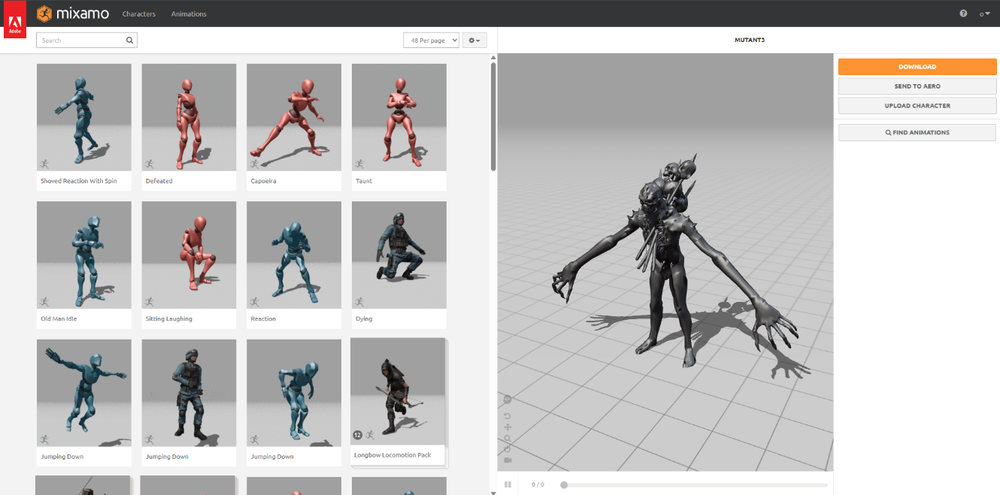 Adobe
mixamo
Characters
Animations
o
Search
48 Per page
MUTANT3
DOWNLOAD
SEND TO AERO
UPLOAD CHARACTER
FIND ANIMATIONS
Shoved Reaction With Spin
Defeated
Capoeira
Taunt
Old Man Idle
Sitting Laughing
Reaction
Dying
Jumping Down
Jumping Down
Jumping Down
12
Longbow Locomotion Pack
0 / 0